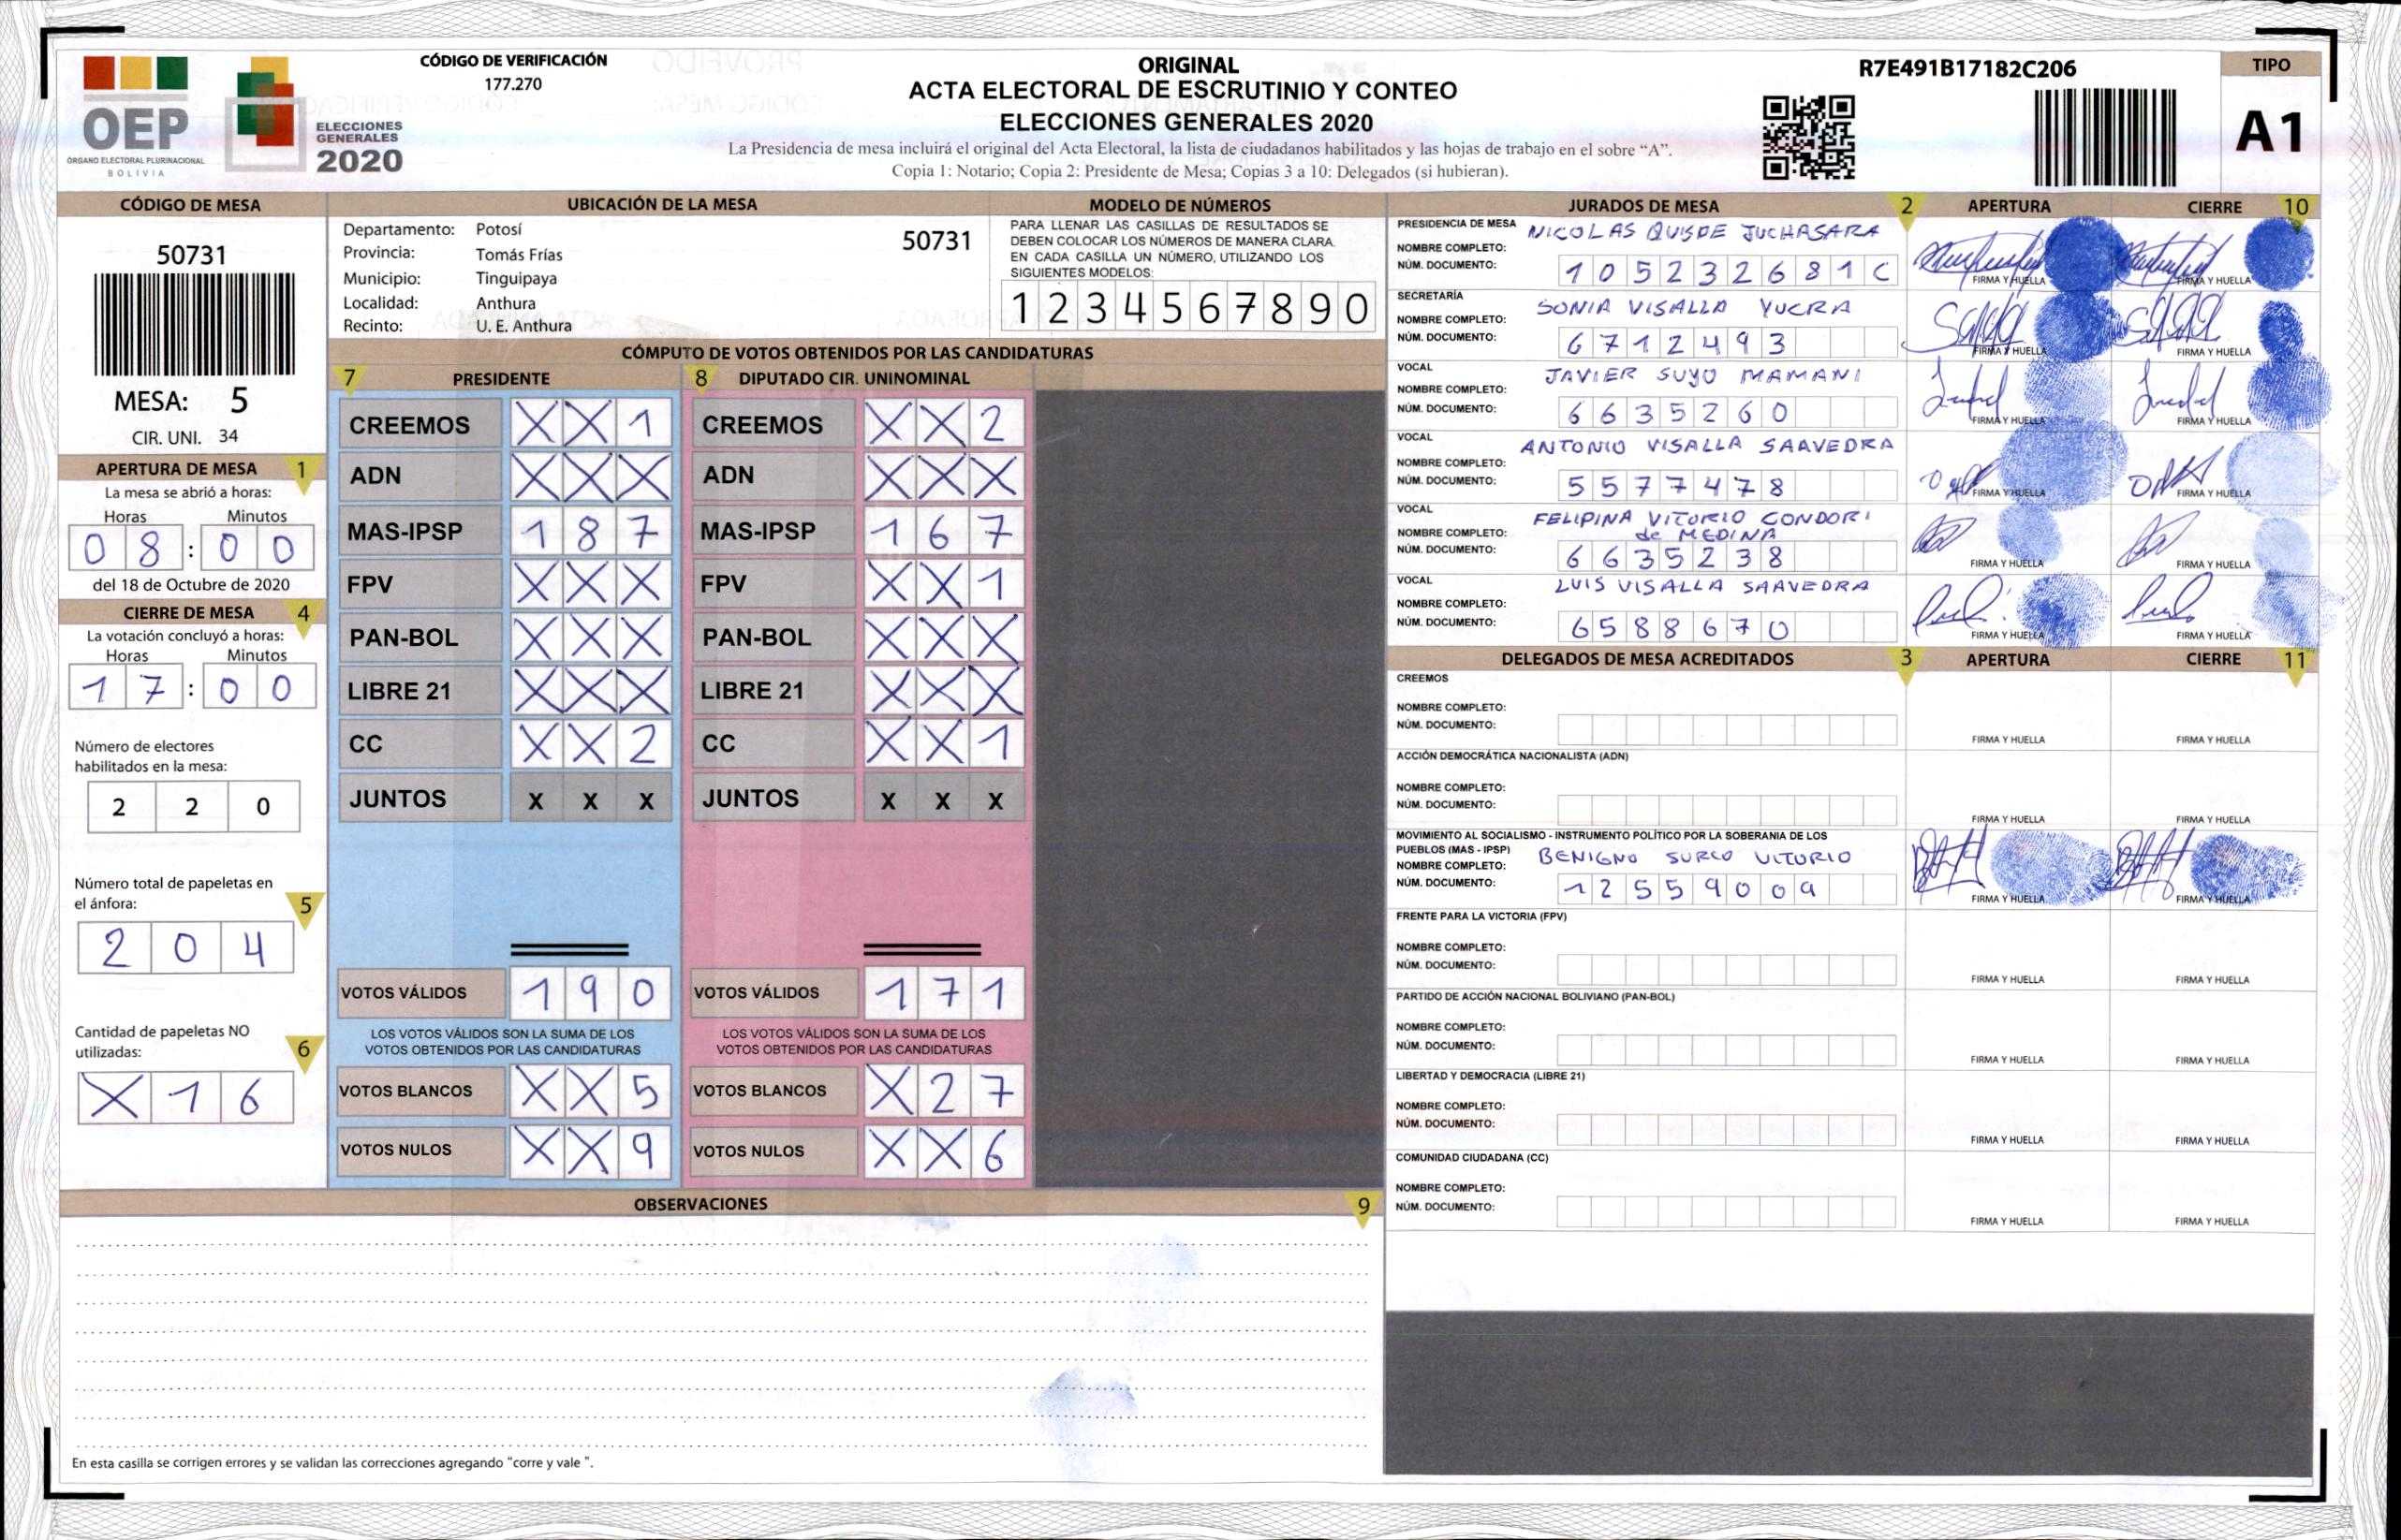 CÓDIGO DE VERIFICACIÓN
177.270
OEP
ÓRGANO ELECTORAL PLURINACIONAL
BOLIVIA
ELECCIONES
GENERALES
2020
ORIGINAL
ACTA ELECTORAL DE ESCRUTINIO Y CONTEO
ELECCIONES GENERALES 2020
La Presidencia de mesa incluirá el original del Acta Electoral, la lista de ciudadanos habilitados y las hojas de trabajo en el sobre “A”.
Copia 1: Notario; Copia 2: Presidente de Mesa; Copias 3 a 10: Delegados (si hubieran).
R7E491B17182C206
TIPO
A1
CÓDIGO DE MESA
50731
MESA: 5
CIR. UNI. 34
APERTURA DE MESA 1
La mesa se abrió a horas:
Horas Minutos
0 8 : 0 0
del 18 de Octubre de 2020
CIERRE DE MESA 4
La votación concluyó a horas:
Horas Minutos
1 7 : 0 0
Número de electores
habilitados en la mesa:
2 2 0
Número total de papeletas en
el ánfora: 5
2 0 4
Cantidad de papeletas NO
utilizadas: 6
X 1 6
UBICACIÓN DE LA MESA
Departamento: Potosí
50731
Provincia: Tomás Frías
Municipio: Tinguipaya
Localidad: Anthura
Recinto: U. E. Anthura
MODELO DE NÚMEROS
PARA LLENAR LAS CASILLAS DE RESULTADOS SE
DEBEN COLOCAR LOS NÚMEROS DE MANERA CLARA.
EN CADA CASILLA UN NÚMERO, UTILIZANDO LOS
SIGUIENTES MODELOS:
1 2 3 4 5 6 7 8 9 0
CÓMPUTO DE VOTOS OBTENIDOS POR LAS CANDIDATURAS
7 PRESIDENTE
CREEMOS X X 1
ADN X X X
MAS-IPSP 1 8 7
FPV X X X
PAN-BOL X X X
LIBRE 21 X X X
CC X X 2
JUNTOS X X X
VOTOS VÁLIDOS 1 9 0
LOS VOTOS VÁLIDOS SON LA SUMA DE LOS
VOTOS OBTENIDOS POR LAS CANDIDATURAS
VOTOS BLANCOS X X 5
VOTOS NULOS X X 9
8 DIPUTADO CIR. UNINOMINAL
CREEMOS X X 2
ADN X X X
MAS-IPSP 1 6 7
FPV X X 1
PAN-BOL X X X
LIBRE 21 X X X
CC X X 1
JUNTOS X X X
VOTOS VÁLIDOS 1 7 1
LOS VOTOS VÁLIDOS SON LA SUMA DE LOS
VOTOS OBTENIDOS POR LAS CANDIDATURAS
VOTOS BLANCOS X 2 7
VOTOS NULOS X X 6
OBSERVACIONES 9
En esta casilla se corrigen errores y se validan las correcciones agregando “corre y vale ”.
JURADOS DE MESA 2 APERTURA CIERRE 10
PRESIDENCIA DE MESA
NOMBRE COMPLETO: NICOLAS QUISPE JUCHASARA
NÚM. DOCUMENTO: 1 0 5 2 3 2 6 8 1 C
FIRMA Y HUELLA FIRMA Y HUELLA
SECRETARÍA
NOMBRE COMPLETO: SONIA VISALLA YUCRA
NÚM. DOCUMENTO: 6 7 1 2 4 9 3
FIRMA Y HUELLA FIRMA Y HUELLA
VOCAL
NOMBRE COMPLETO: JAVIER SUYO MAMANI
NÚM. DOCUMENTO: 6 6 3 5 2 6 0
FIRMA Y HUELLA FIRMA Y HUELLA
VOCAL
NOMBRE COMPLETO: ANTONIO VISALLA SAAVEDRA
NÚM. DOCUMENTO: 5 5 7 7 4 7 8
FIRMA Y HUELLA FIRMA Y HUELLA
VOCAL
NOMBRE COMPLETO: FELIPINA VITORIO CONDORI
de MEDINA
NÚM. DOCUMENTO: 6 6 3 5 2 3 8
FIRMA Y HUELLA FIRMA Y HUELLA
VOCAL
NOMBRE COMPLETO: LUIS VISALLA SAAVEDRA
NÚM. DOCUMENTO: 6 5 8 8 6 7 0
FIRMA Y HUELLA FIRMA Y HUELLA
DELEGADOS DE MESA ACREDITADOS 3 APERTURA CIERRE 11
CREEMOS
NOMBRE COMPLETO:
NÚM. DOCUMENTO:
FIRMA Y HUELLA FIRMA Y HUELLA
ACCIÓN DEMOCRÁTICA NACIONALISTA (ADN)
NOMBRE COMPLETO:
NÚM. DOCUMENTO:
FIRMA Y HUELLA FIRMA Y HUELLA
MOVIMIENTO AL SOCIALISMO - INSTRUMENTO POLÍTICO POR LA SOBERANIA DE LOS
PUEBLOS (MAS - IPSP)
NOMBRE COMPLETO: BENIGNO SURCO VITORIO
NÚM. DOCUMENTO: 1 2 5 5 9 0 0 9
FIRMA Y HUELLA FIRMA Y HUELLA
FRENTE PARA LA VICTORIA (FPV)
NOMBRE COMPLETO:
NÚM. DOCUMENTO:
FIRMA Y HUELLA FIRMA Y HUELLA
PARTIDO DE ACCIÓN NACIONAL BOLIVIANO (PAN-BOL)
NOMBRE COMPLETO:
NÚM. DOCUMENTO:
FIRMA Y HUELLA FIRMA Y HUELLA
LIBERTAD Y DEMOCRACIA (LIBRE 21)
NOMBRE COMPLETO:
NÚM. DOCUMENTO:
FIRMA Y HUELLA FIRMA Y HUELLA
COMUNIDAD CIUDADANA (CC)
NOMBRE COMPLETO:
NÚM. DOCUMENTO:
FIRMA Y HUELLA FIRMA Y HUELLA